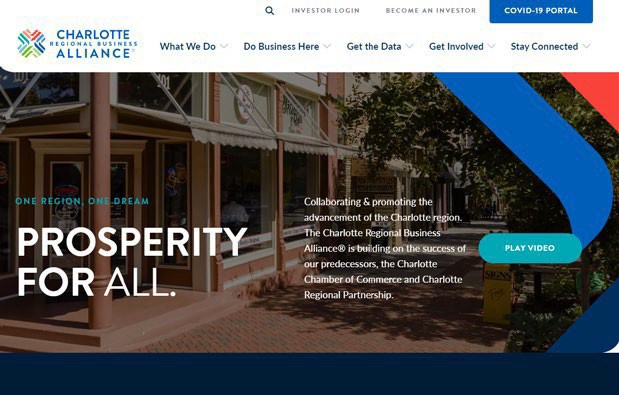 INVESTOR LOGIN
BECOME AN INVESTOR
COVID-19 PORTAL
CHARLOTTE
REGIONAL BUSINESS
ALLIANCE
What We Do
Do Business Here
Get the Data
Get Involved
Stay Connected
101
ONE REGION, ONE DREAM
PROSPERITY
FOR ALL.
Collaborating & promoting the
advancement of the Charlotte region.
The Charlotte Regional Business
Alliance® is building on the success of
our predecessors, the Charlotte
Chamber of Commerce and Charlotte
Regional Partnership.
PLAY VIDEO
SIGNS